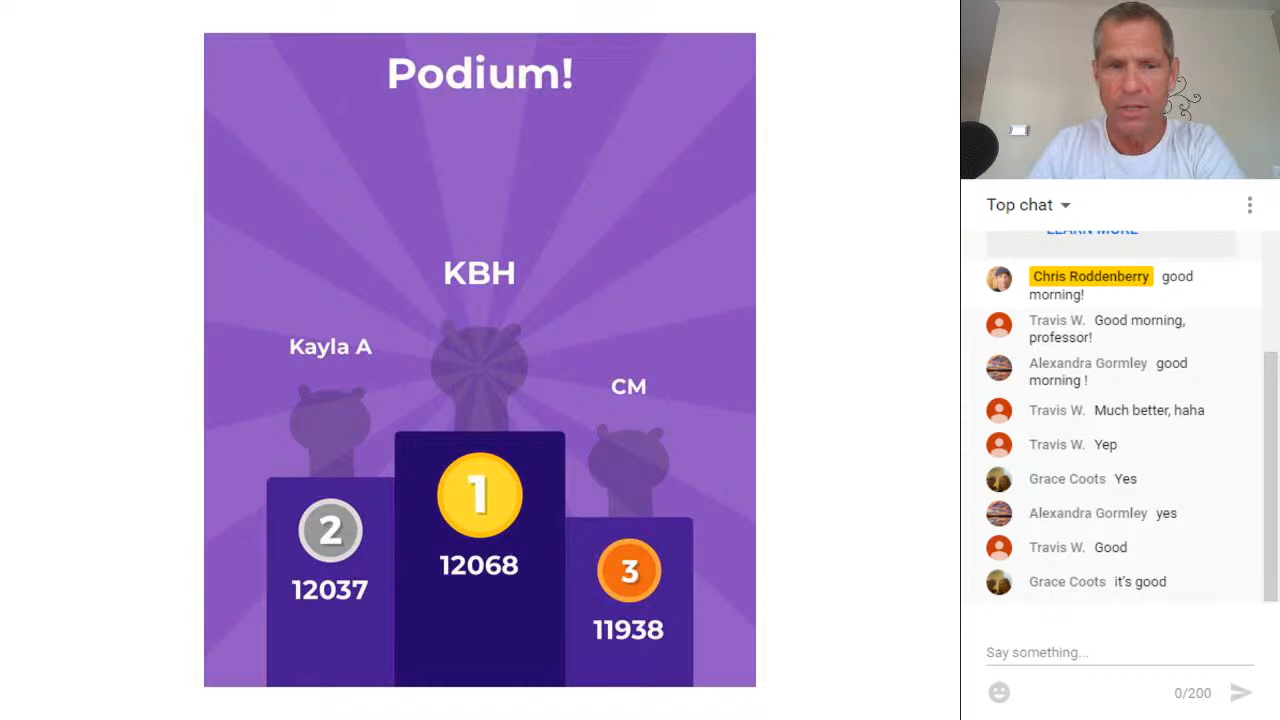 Podium!
KBH
Kayla A
CM
1
2
12068
3
12037
11938
Top chat
LEARN MORE
Chris Roddenberry good
morning!
Travis W. Good morning,
professor!
Alexandra Gormley good
morning !
Travis W. Much better, haha
Travis W. Yep
Grace Coots Yes
Alexandra Gormley yes
Travis W. Good
Grace Coots it's good
Say something...
0/200